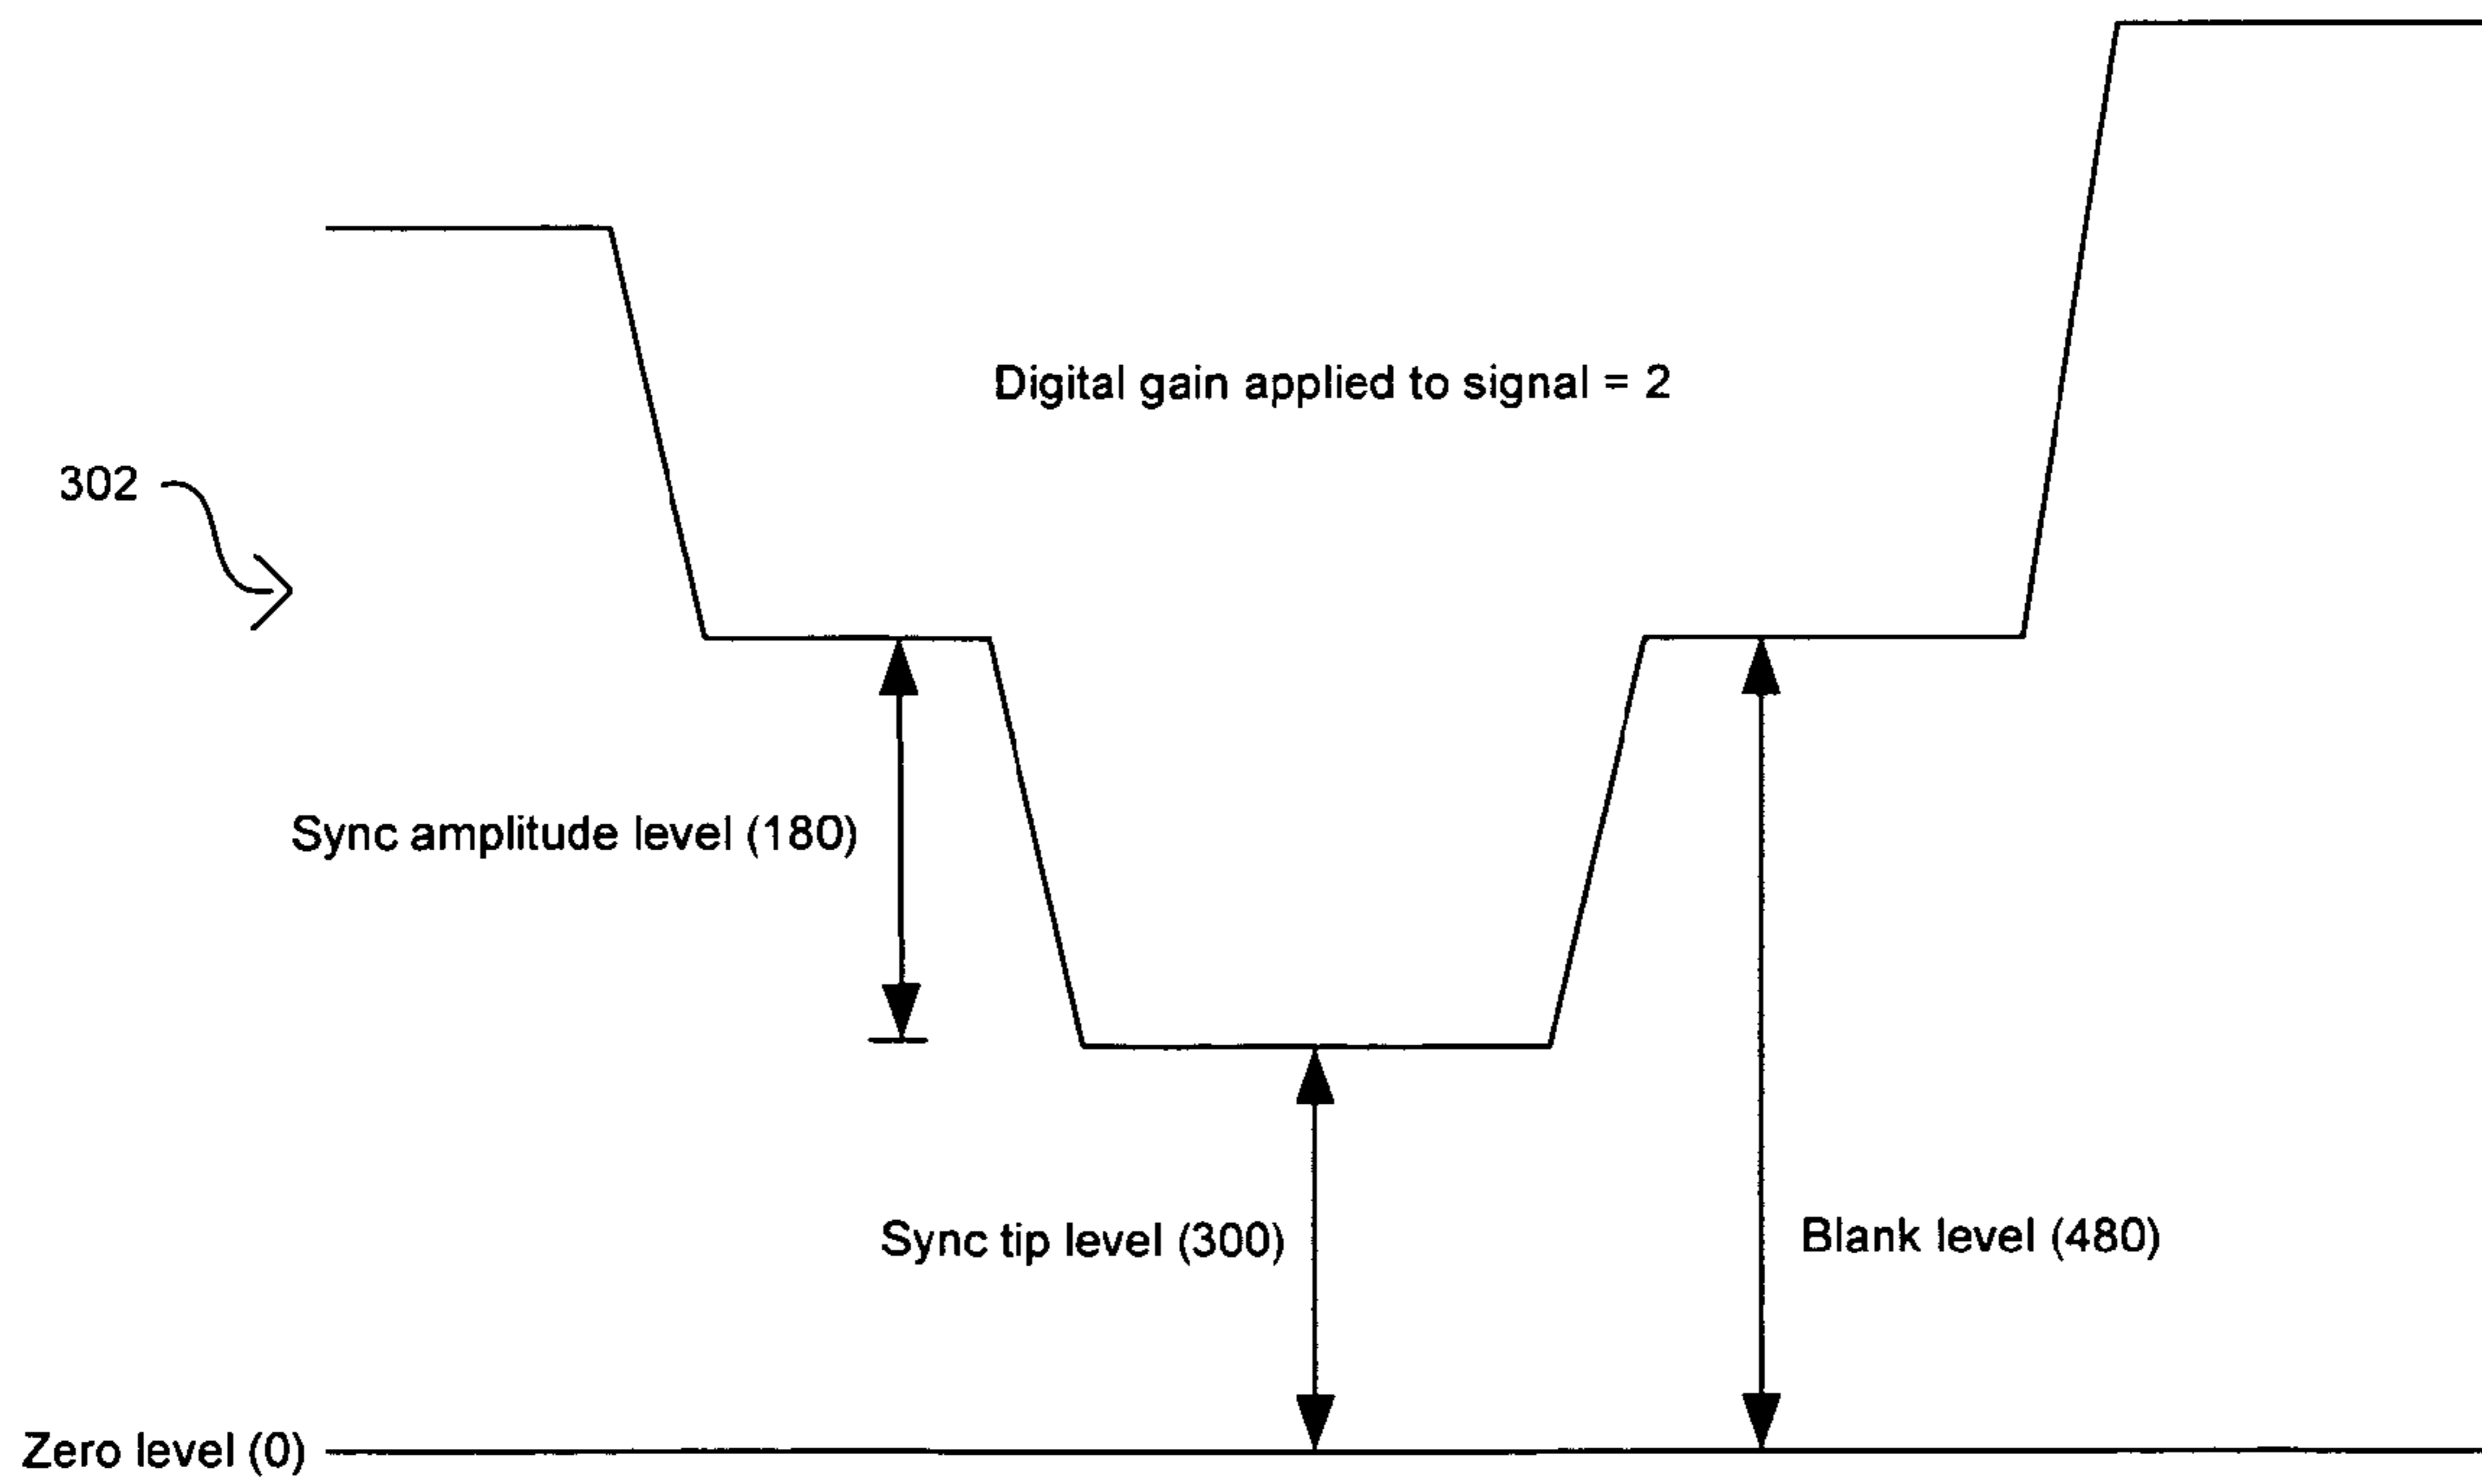 Digital gain applied to signal = 2
302
Sync amplitude level (180)
Sync tip level (300)
Blank level (480)
Zero level (0)